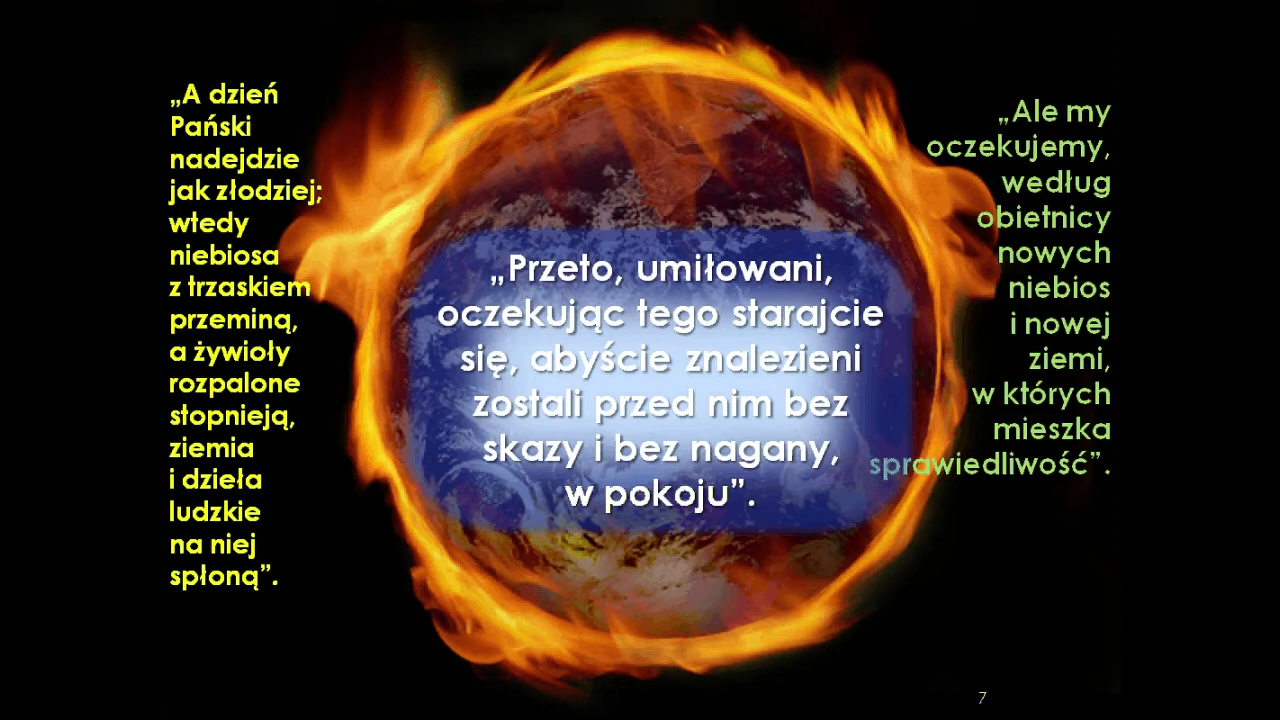 „A dzień
Pański
nadejdzie
jak złodziej;
wtedy
niebiosa
z trzaskiem
przeminą,
a żywioły
rozpalone
stopnieją,
ziemia
i dzieła
ludzkie
na niej
spłoną”.
„Przeto, umiłowani,
oczekując tego starajcie
się, abyście znalezieni
zostali przed nim bez
skazy i bez nagany,
w pokoju”.
„Ale my
oczekujemy,
według
obietnicy
nowych
niebios
i nowej
ziemi,
w których
mieszka
sprawiedliwość”.
7